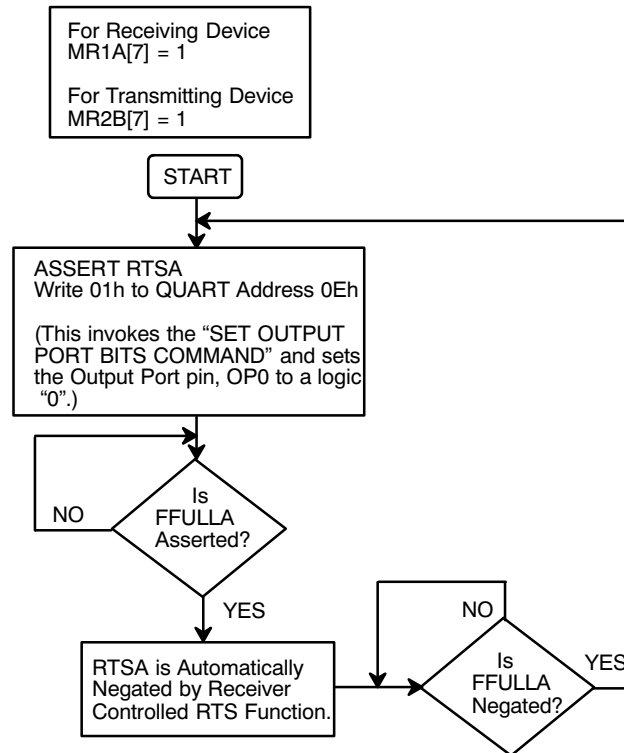 For Receiving Device
MR1A[7] = 1
For Transmitting Device
MR2B[7] = 1
START
ASSERT RTSA
Write 01h to QUART Address 0Eh
(This invokes the “SET OUTPUT
PORT BITS COMMAND” and sets
the Output Port pin, OP0 to a logic
“0”.)
Is
FFULLA
Asserted?
NO
YES
RTSA is Automatically
Negated by Receiver
Controlled RTS Function.
NO
Is
FFULLA
Negated?
YES